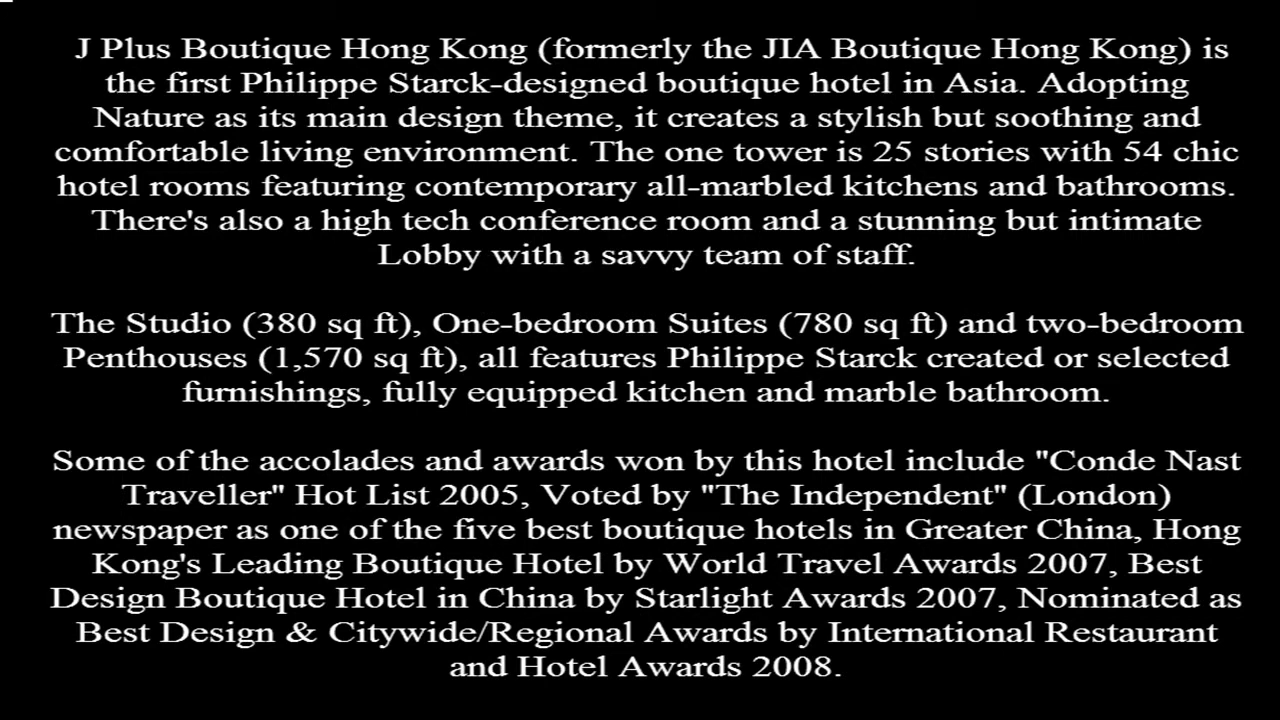 J Plus Boutique Hong Kong (formerly the JIA Boutique Hong Kong) is
the first Philippe Starck-designed boutique hotel in Asia. Adopting
Nature as its main design theme, it creates a stylish but soothing and
comfortable living environment. The one tower is 25 stories with 54 chic
hotel rooms featuring contemporary all-marbled kitchens and bathrooms.
There's also a high tech conference room and a stunning but intimate
Lobby with a savvy team of staff.
The Studio (380 sq ft), One-bedroom Suites (780 sq ft) and two-bedroom
Penthouses (1,570 sq ft), all features Philippe Starck created or selected
furnishings, fully equipped kitchen and marble bathroom.
Some of the accolades and awards won by this hotel include "Conde Nast
Traveller" Hot List 2005, Voted by "The Independent" (London)
newspaper as one of the five best boutique hotels in Greater China, Hong
Kong's Leading Boutique Hotel by World Travel Awards 2007, Best
Design Boutique Hotel in China by Starlight Awards 2007, Nominated as
Best Design & Citywide/Regional Awards by International Restaurant
and Hotel Awards 2008.